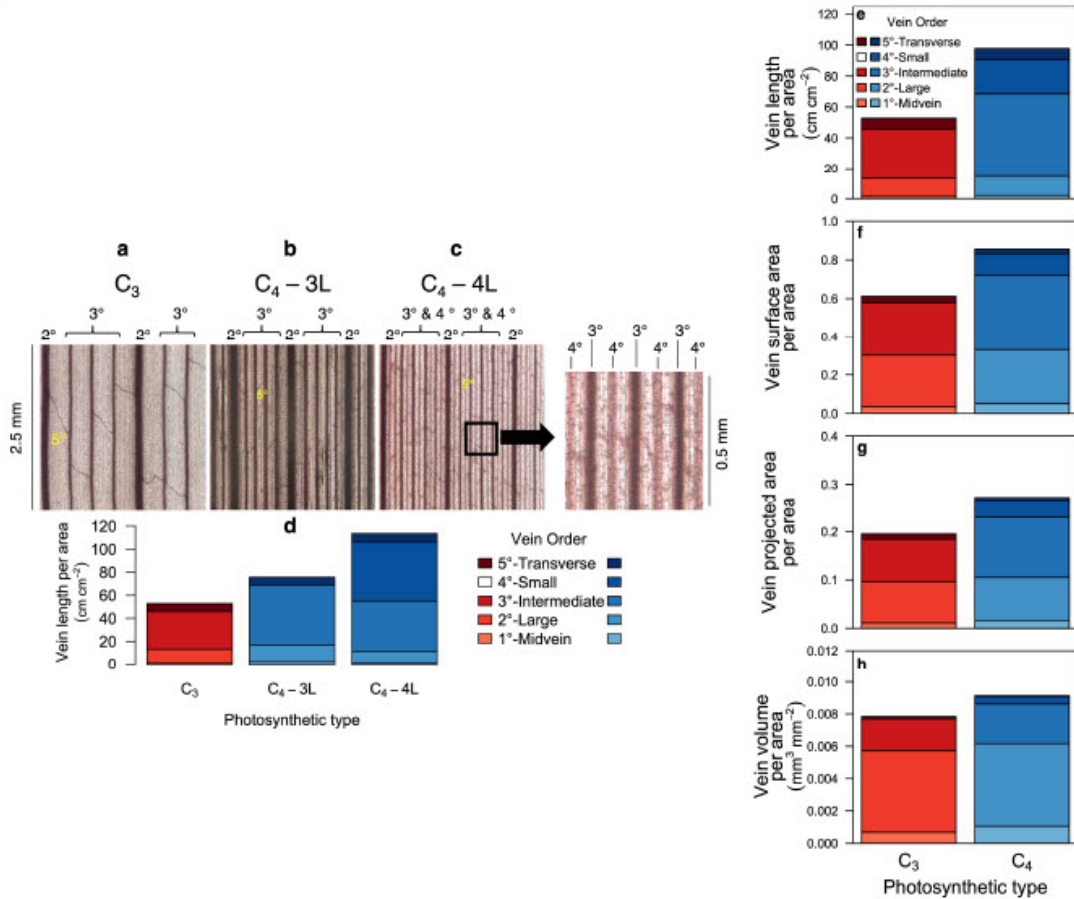 a
C3
3°
2° 2° 3°
b
C4 – 3L
3° 3°
2° 2° 2°
c
C4 – 4L
3° & 4 ° 3° & 4 °
2° 2° 2°
3° 3° 3°
4° 4° 4° 4°
5°
5°
5°
2.5 mm
0.5 mm
d
Vein length per area
(cm cm−2)
120
100
80
60
40
20
0
C3 C4 – 3L C4 – 4L
Photosynthetic type
Vein Order
5°-Transverse
4°-Small
3°-Intermediate
2°-Large
1°-Midvein
e
Vein Order
5°-Transverse
4°-Small
3°-Intermediate
2°-Large
1°-Midvein
Vein length
per area
(cm cm−2)
120
100
80
60
40
20
0
f
Vein surface area
per area
1.0
0.8
0.6
0.4
0.2
0.0
g
Vein projected area
per area
0.4
0.3
0.2
0.1
0.0
h
Vein volume
per area
(mm3 mm−2)
0.012
0.010
0.008
0.006
0.004
0.002
0.000
C3 C4
Photosynthetic type